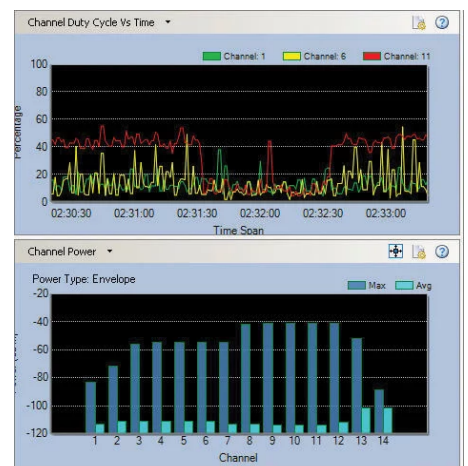 Channel Duty Cycle Vs Time
Channel: 1 Channel: 6 Channel: 11
100
80
60
40
20
0
Percentage
02:30:30 02:31:00 02:31:30 02:32:00 02:32:30 02:33:00
Time Span
Channel Power
Power Type: Envelope
Max Avg
-20
-40
-60
-80
-100
-120
1 2 3 4 5 6 7 8 9 10 11 12 13 14
Channel